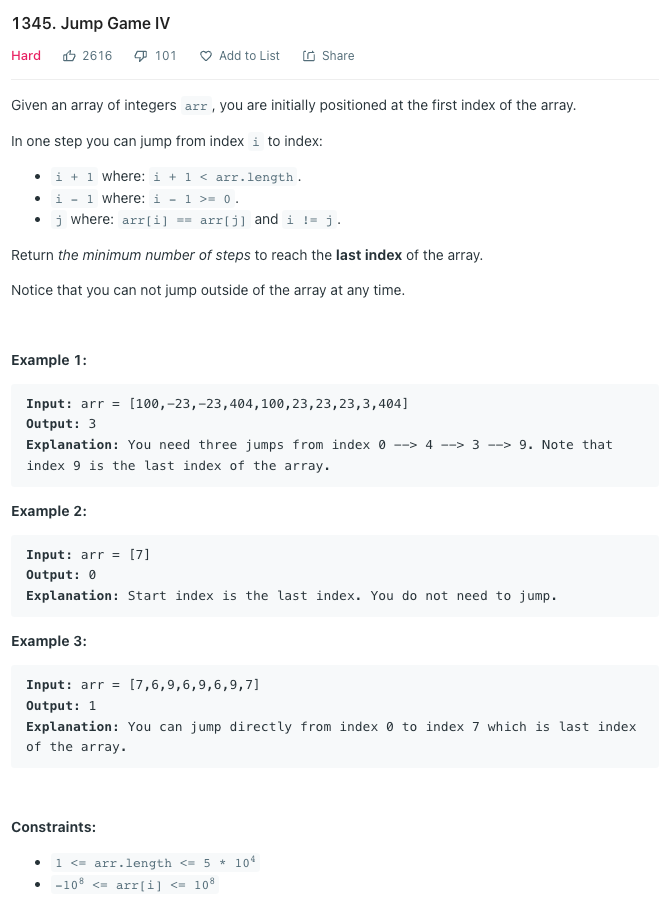 1345. Jump Game IV
Hard 2616 101 Add to List Share
Given an array of integers arr , you are initially positioned at the first index of the array.
In one step you can jump from index i to index:
• i + 1 where: i + 1 < arr.length .
• i - 1 where: i - 1 >= 0 .
• j where: arr[i] == arr[j] and i != j .
Return the minimum number of steps to reach the last index of the array.
Notice that you can not jump outside of the array at any time.
Example 1:
Input: arr = [100,-23,-23,404,100,23,23,23,3,404]
Output: 3
Explanation: You need three jumps from index 0 --> 4 --> 3 --> 9. Note that
index 9 is the last index of the array.
Example 2:
Input: arr = [7]
Output: 0
Explanation: Start index is the last index. You do not need to jump.
Example 3:
Input: arr = [7,6,9,6,9,6,9,7]
Output: 1
Explanation: You can jump directly from index 0 to index 7 which is last index
of the array.
Constraints:
• 1 <= arr.length <= 5 * 10⁴
• -10⁸ <= arr[i] <= 10⁸